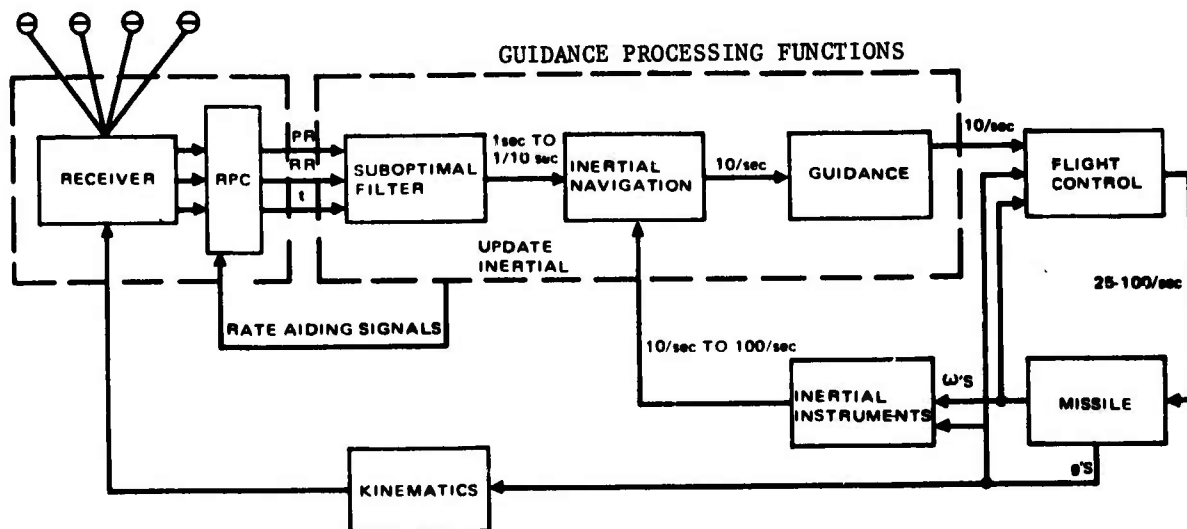 GUIDANCE PROCESSING FUNCTIONS
RECEIVER
RPC
PR
RR
t
SUBOPTIMAL
FILTER
1sec TO
1/10 sec
INERTIAL
NAVIGATION
10/sec
GUIDANCE
10/sec
FLIGHT
CONTROL
UPDATE
INERTIAL
25-100/sec
RATE AIDING SIGNALS
10/sec TO 100/sec
INERTIAL
INSTRUMENTS
ω'S
MISSILE
g'S
KINEMATICS